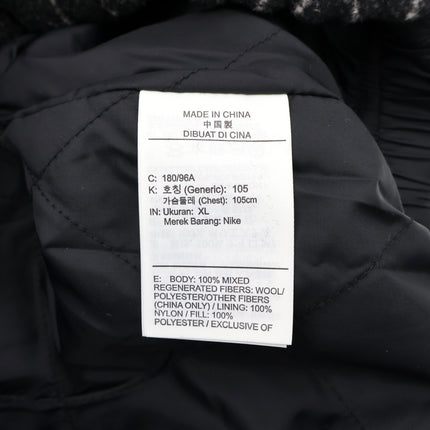 MADE IN CHINA
中国製
DIBUAT DI CINA
C: 180/96A
K: 호칭 (Generic): 105
가슴둘레 (Chest): 105cm
IN: Ukuran: XL
Merek Barang: Nike
E: BODY: 100% MIXED
REGENERATED FIBERS: WOOL/
POLYESTER/OTHER FIBERS
(CHINA ONLY) / LINING: 100%
NYLON / FILL: 100%
POLYESTER / EXCLUSIVE OF